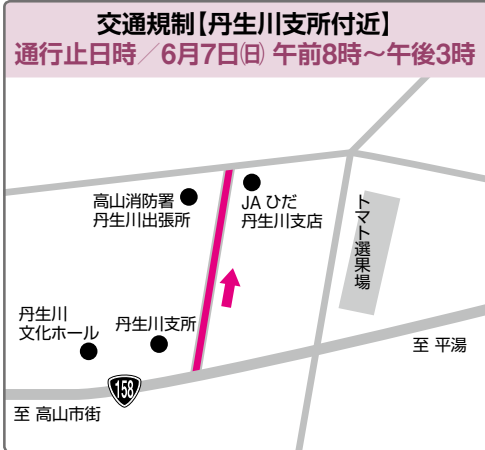 交通規制【丹生川支所付近】
通行止日時／6月7日㈰ 午前8時～午後3時
高山消防署
丹生川出張所
JA ひだ
丹生川支店
トマト選果場
丹生川
文化ホール
丹生川支所
至 平湯
158
至 高山市街